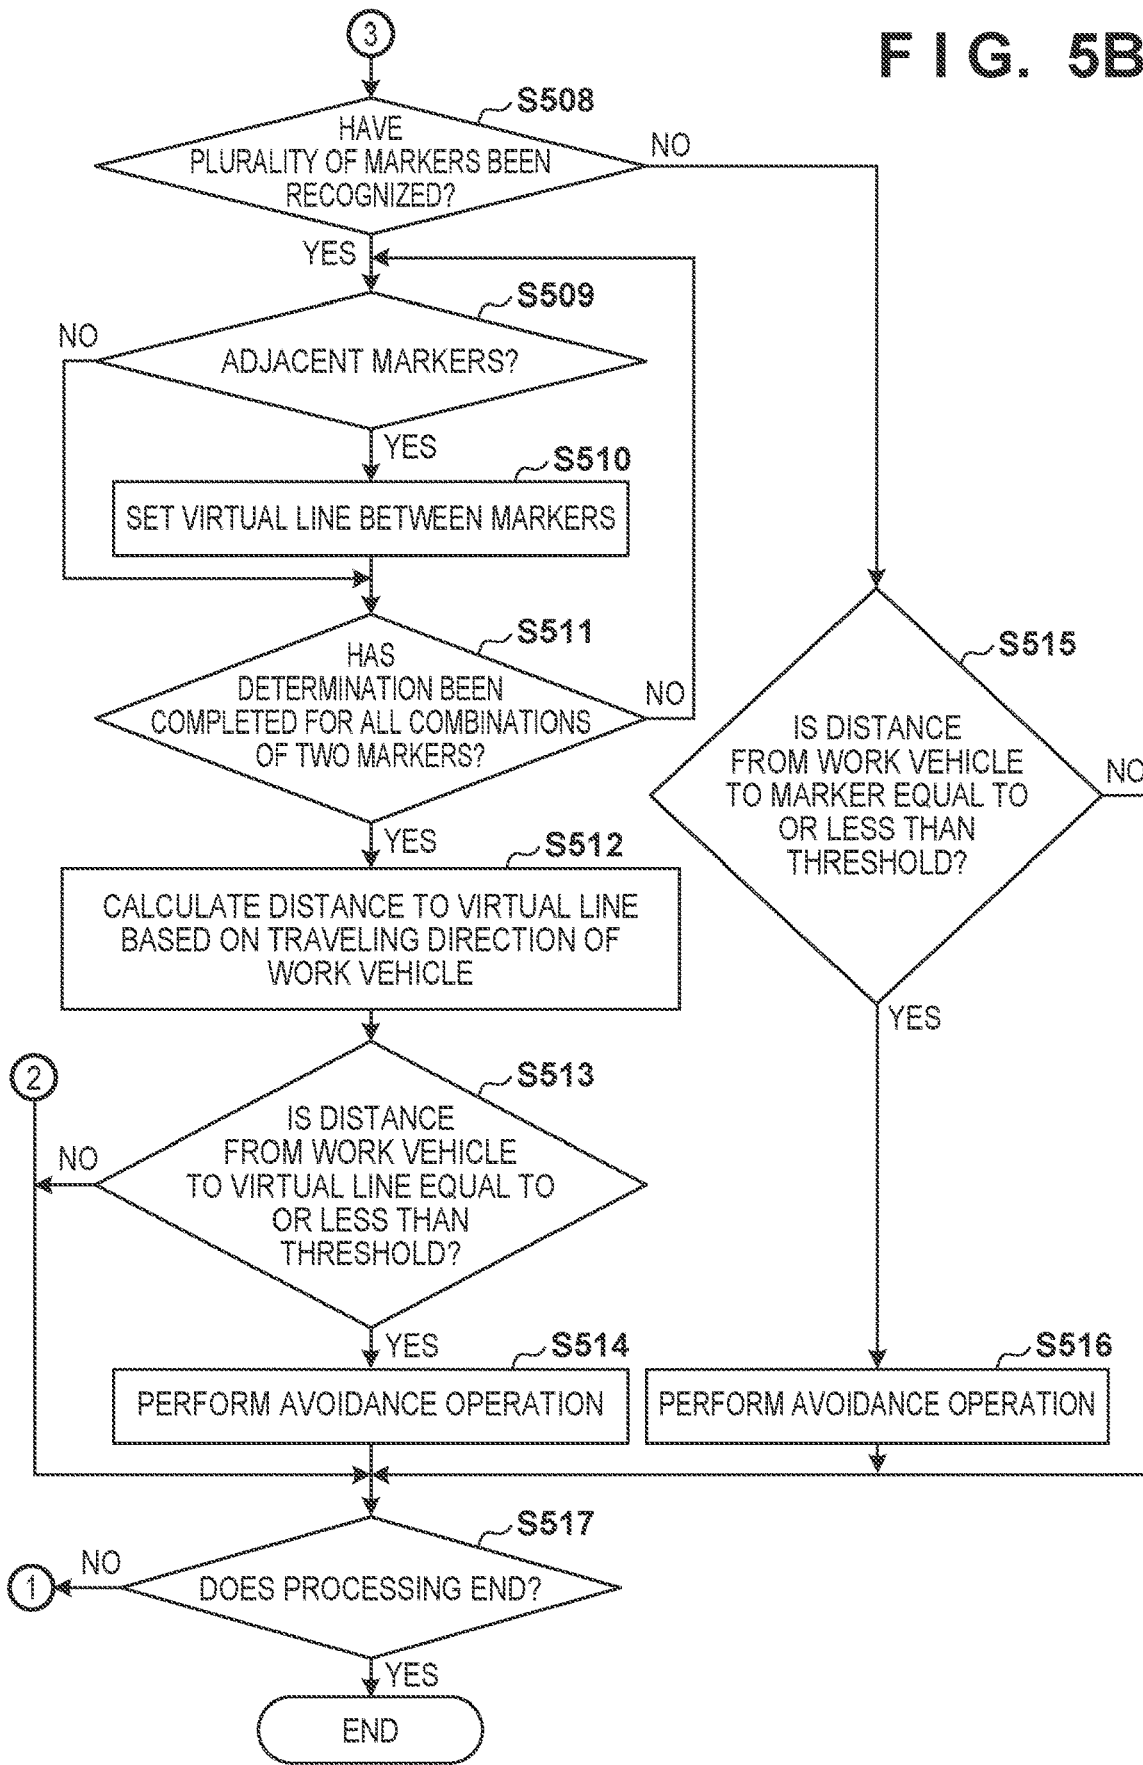 FIG. 5B
3
S508
HAVE
PLURALITY OF MARKERS BEEN
RECOGNIZED?
NO
YES
S509
NO
ADJACENT MARKERS?
YES
S510
SET VIRTUAL LINE BETWEEN MARKERS
S511
HAS
DETERMINATION BEEN
COMPLETED FOR ALL COMBINATIONS
OF TWO MARKERS?
NO
YES
S515
IS DISTANCE
FROM WORK VEHICLE
TO MARKER EQUAL TO
OR LESS THAN
THRESHOLD?
NO
YES
S512
CALCULATE DISTANCE TO VIRTUAL LINE
BASED ON TRAVELING DIRECTION OF
WORK VEHICLE
2
S513
IS DISTANCE
FROM WORK VEHICLE
TO VIRTUAL LINE EQUAL TO
OR LESS THAN
THRESHOLD?
NO
YES
S514
PERFORM AVOIDANCE OPERATION
S516
PERFORM AVOIDANCE OPERATION
S517
DOES PROCESSING END?
NO
1
YES
END